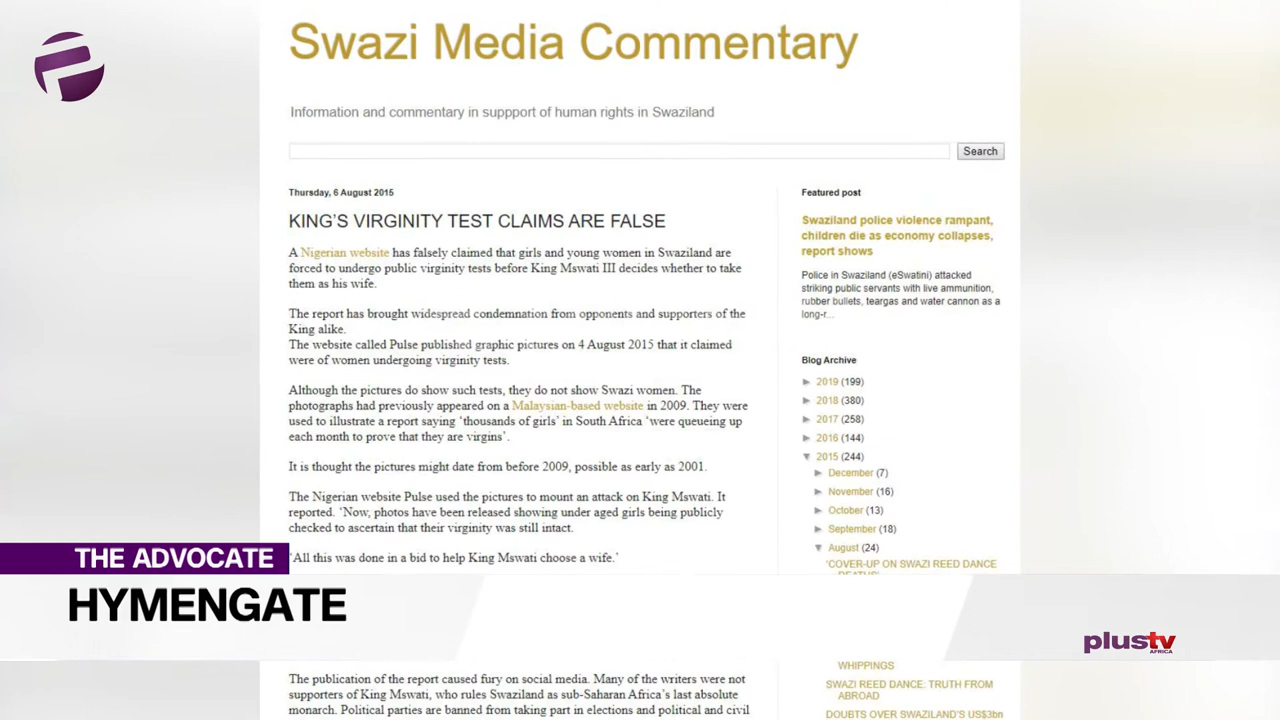 Swazi Media Commentary
Information and commentary in suppport of human rights in Swaziland
Search
Thursday, 6 August 2015
KING'S VIRGINITY TEST CLAIMS ARE FALSE
A Nigerian website has falsely claimed that girls and young women in Swaziland are
forced to undergo public virginity tests before King Mswati III decides whether to take
them as his wife.
The report has brought widespread condemnation from opponents and supporters of the
King alike.
The website called Pulse published graphic pictures on 4 August 2015 that it claimed
were of women undergoing virginity tests.
Although the pictures do show such tests, they do not show Swazi women. The
photographs had previously appeared on a Malaysian-based website in 2009. They were
used to illustrate a report saying 'thousands of girls' in South Africa 'were queueing up
each month to prove that they are virgins'.
It is thought the pictures might date from before 2009, possible as early as 2001.
The Nigerian website Pulse used the pictures to mount an attack on King Mswati. It
reported. 'Now, photos have been released showing under aged girls being publicly
checked to ascertain that their virginity was still intact.
'All this was done in a bid to help King Mswati choose a wife.'
The publication of the report caused fury on social media. Many of the writers were not
supporters of King Mswati, who rules Swaziland as sub-Saharan Africa's last absolute
monarch. Political parties are banned from taking part in elections and political and civil
Featured post
Swaziland police violence rampant,
children die as economy collapses,
report shows
Police in Swaziland (eSwatini) attacked
striking public servants with live ammunition,
rubber bullets, teargas and water cannon as a
long-r...
Blog Archive
► 2019 (199)
► 2018 (380)
► 2017 (258)
► 2016 (144)
▼ 2015 (244)
► December (7)
► November (16)
► October (13)
► September (18)
▼ August (24)
'COVER-UP ON SWAZI REED DANCE
DEATHS'
WHIPPINGS
SWAZI REED DANCE: TRUTH FROM
ABROAD
DOUBTS OVER SWAZILAND'S US$3bn
THE ADVOCATE
HYMENGATE
plustv
AFRICA